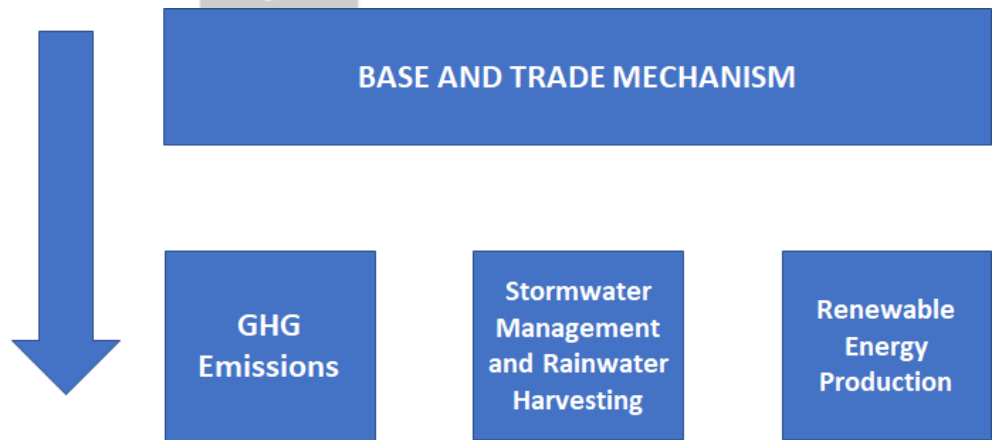 BASE AND TRADE MECHANISM
GHG
Emissions
Stormwater
Management
and Rainwater
Harvesting
Renewable
Energy
Production